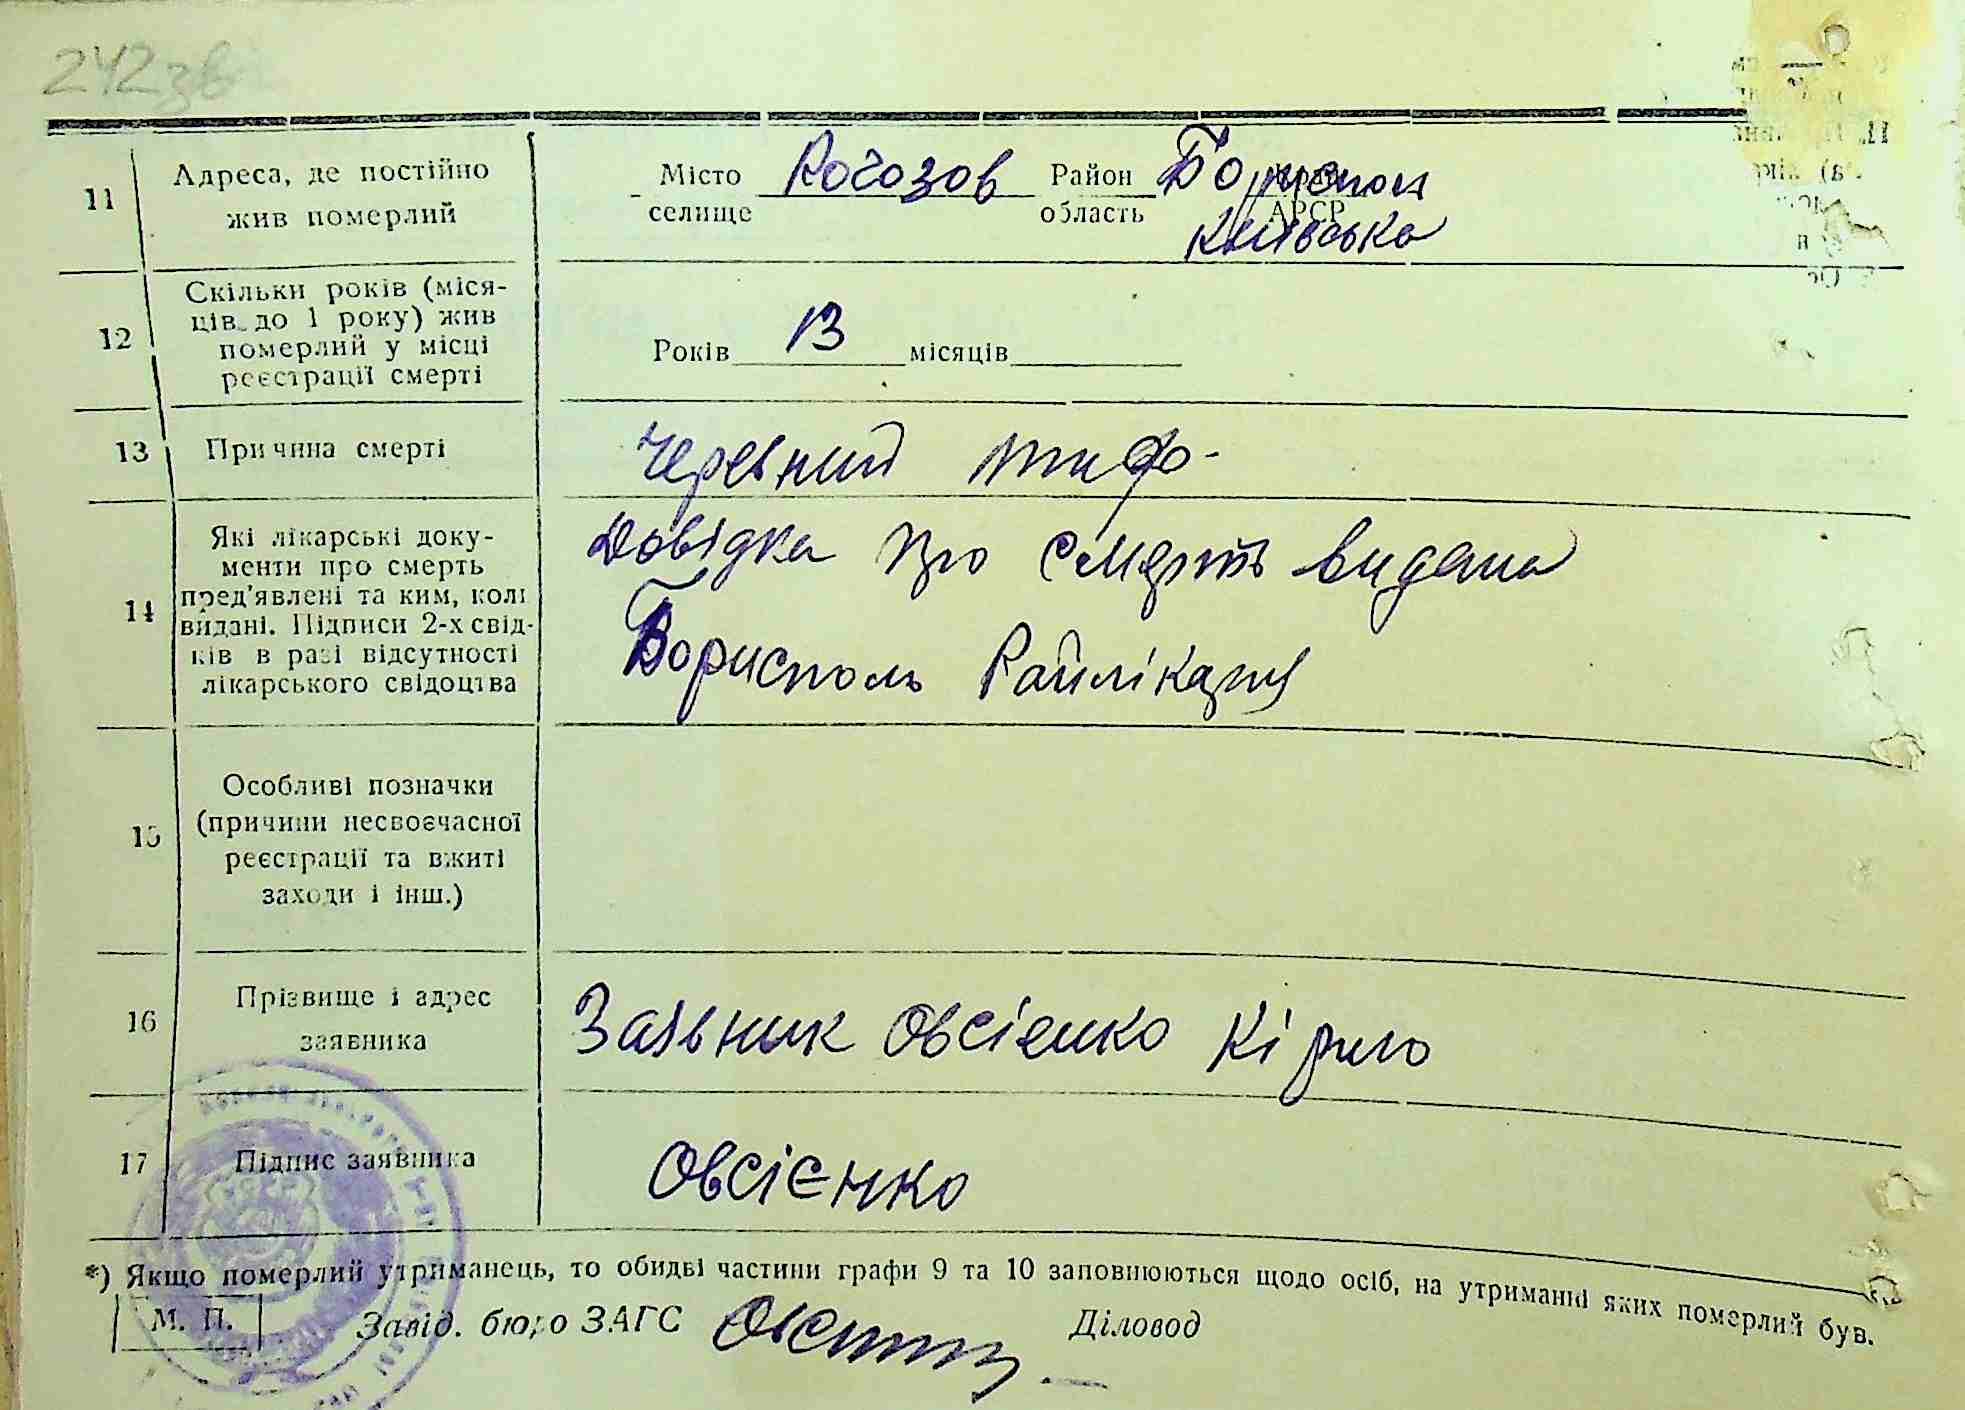 242зв
11
Адреса, де постійно
жив померлий
Місто Рогозов Район Бориспол
селище область АРСР
Київська
12
Скільки років (міся-
ців до 1 року) жив
померлий у місці
реєстрації смерті
Років 13 місяців
13
Причина смерті
Черевний тиф-
14
Які лікарські доку-
менти про смерть
пред'явлені та ким, коли
видані. Підписи 2-х свід-
ків в разі відсутності
лікарського свідоцтва
Довідка про смерть видана
Борисполь Райлікарня
15
Особливі позначки
(причини несвоєчасної
реєстрації та вжиті
заходи і інш.)
16
Прізвище і адрес
заявника
Заявник Овсієнко Кірило
17
Підпис заявника
Овсієнко
*) Якщо померлий утриманець, то обидві частини графи 9 та 10 заповнюються щодо осіб, на утриманні яких померлий був.
М. П.
Завід. бюро ЗАГС
Діловод